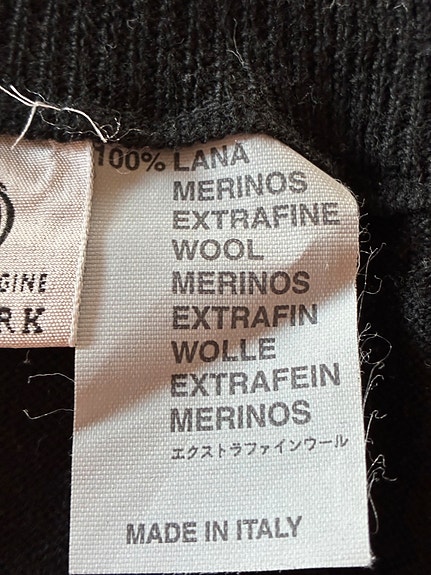 100% LANA
MERINOS
EXTRAFINE
WOOL
MERINOS
EXTRAFIN
WOLLE
EXTRAFEIN
MERINOS
エクストラファインウール
MADE IN ITALY